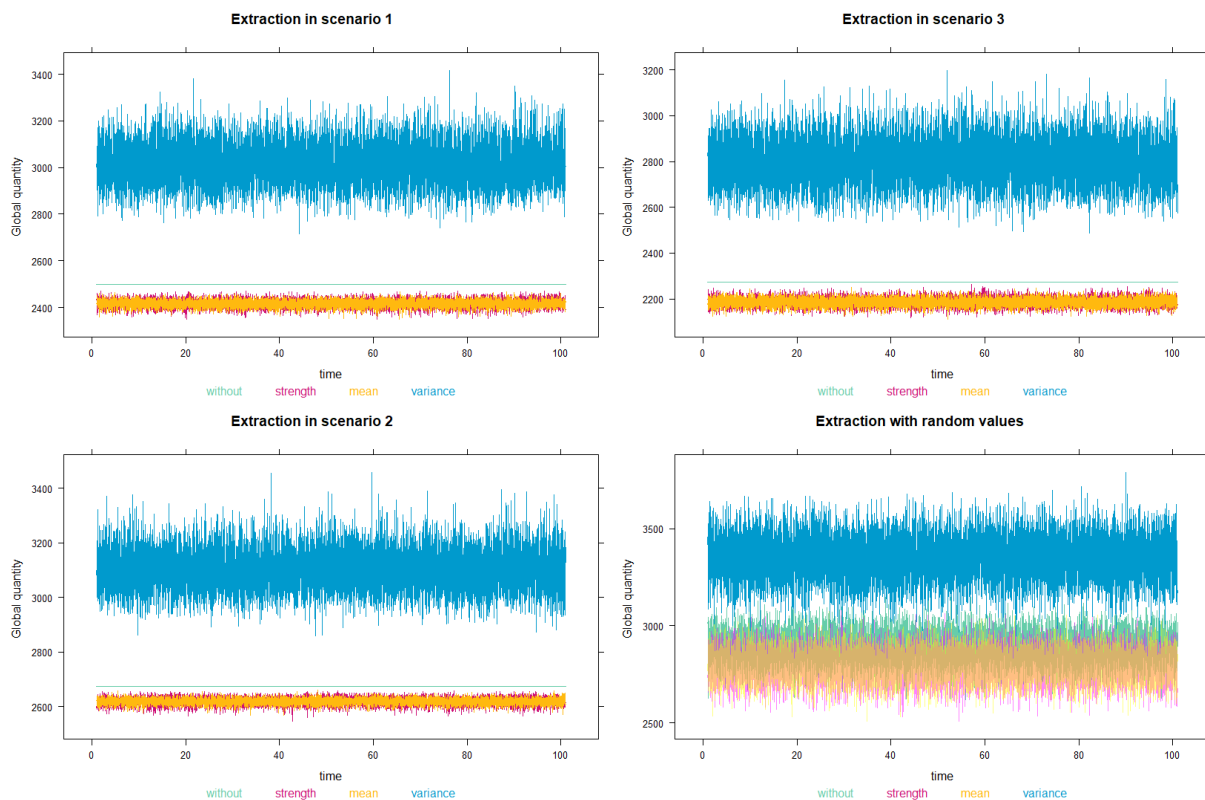 Extraction in scenario 1
Global quantity
3400
3200
3000
2800
2600
2400
0 20 40 60 80 100
time
without strength mean variance
Extraction in scenario 3
Global quantity
3200
3000
2800
2600
2400
2200
0 20 40 60 80 100
time
without strength mean variance
Extraction in scenario 2
Global quantity
3400
3200
3000
2800
2600
0 20 40 60 80 100
time
without strength mean variance
Extraction with random values
Global quantity
3500
3000
2500
0 20 40 60 80 100
time
without strength mean variance